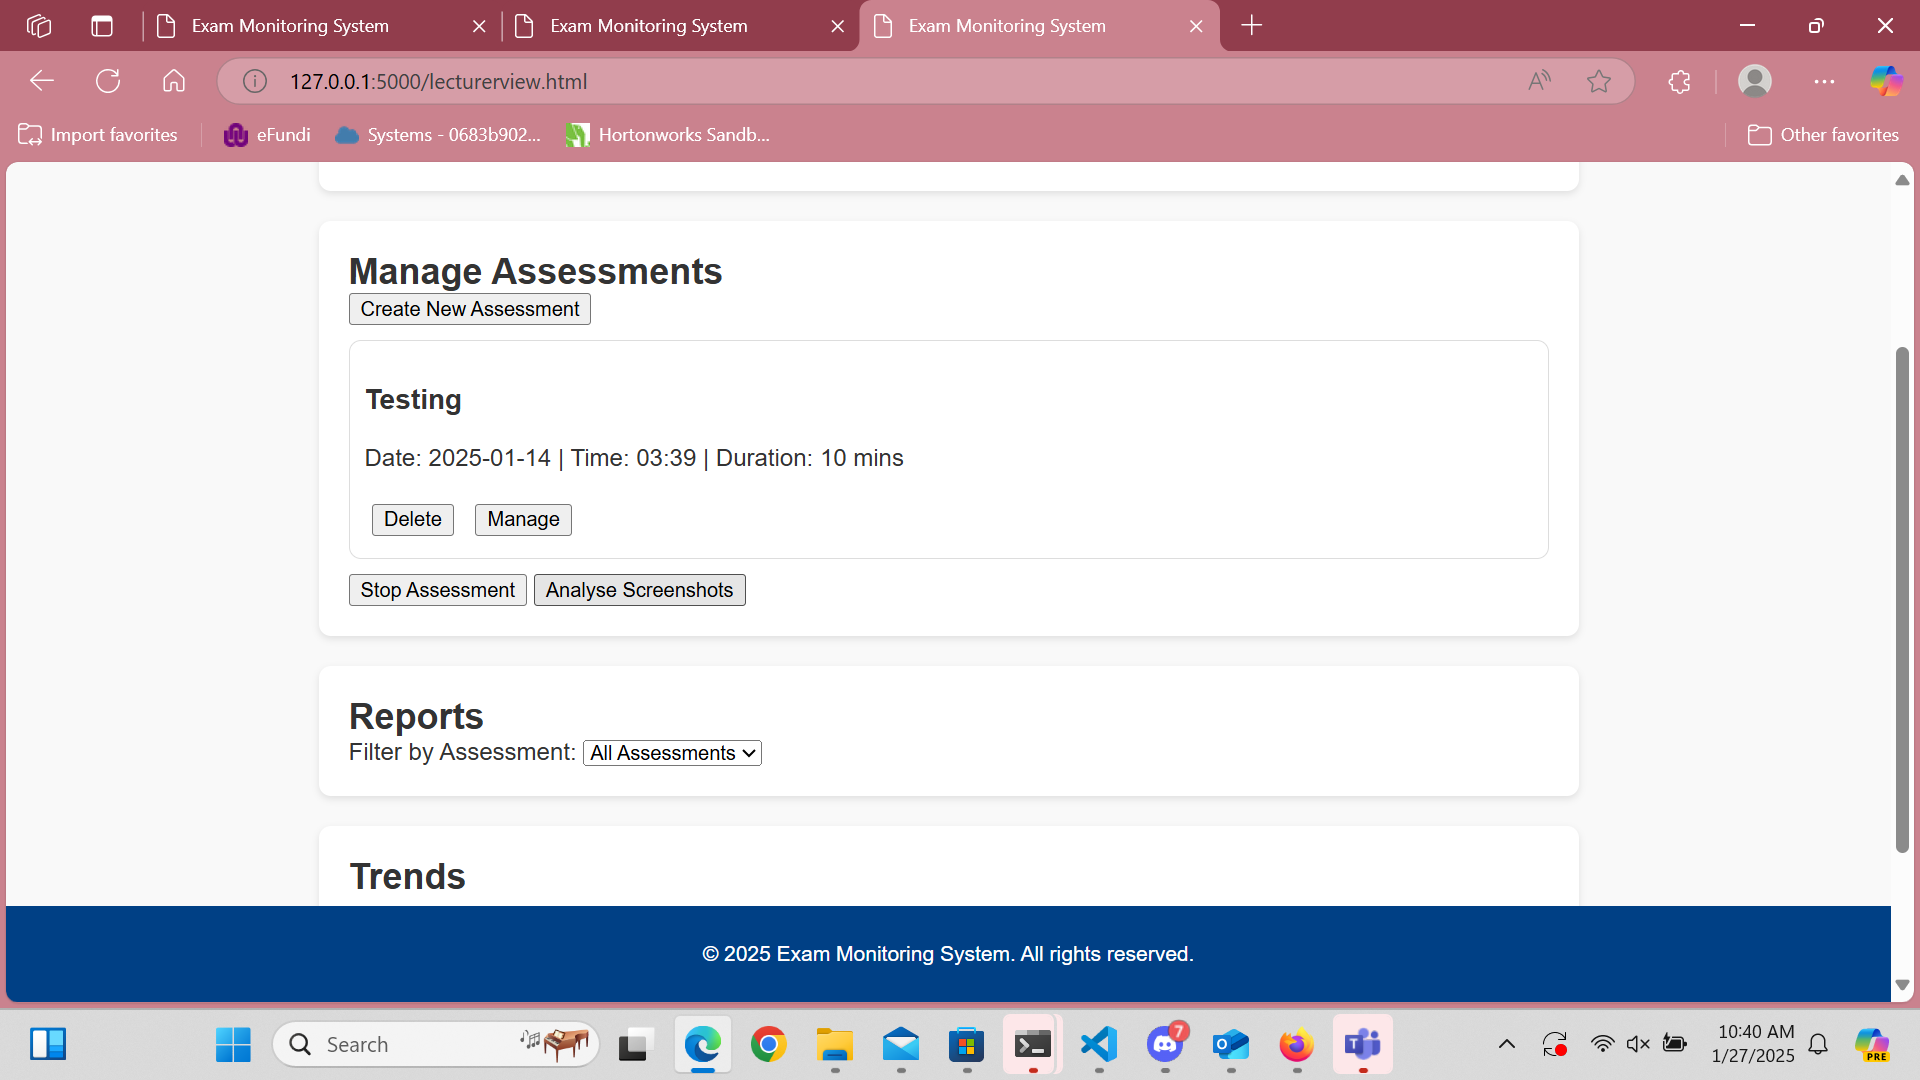 Exam Monitoring System
Exam Monitoring System
Exam Monitoring System
127.0.0.1:5000/lecturerview.html
Import favorites
eFundi
Systems - 0683b902...
Hortonworks Sandb...
Other favorites
Manage Assessments
Create New Assessment
Testing
Date: 2025-01-14 | Time: 03:39 | Duration: 10 mins
Delete
Manage
Stop Assessment
Analyse Screenshots
Reports
Filter by Assessment: All Assessments
Trends
© 2025 Exam Monitoring System. All rights reserved.
Search
7
10:40 AM
1/27/2025
PRE